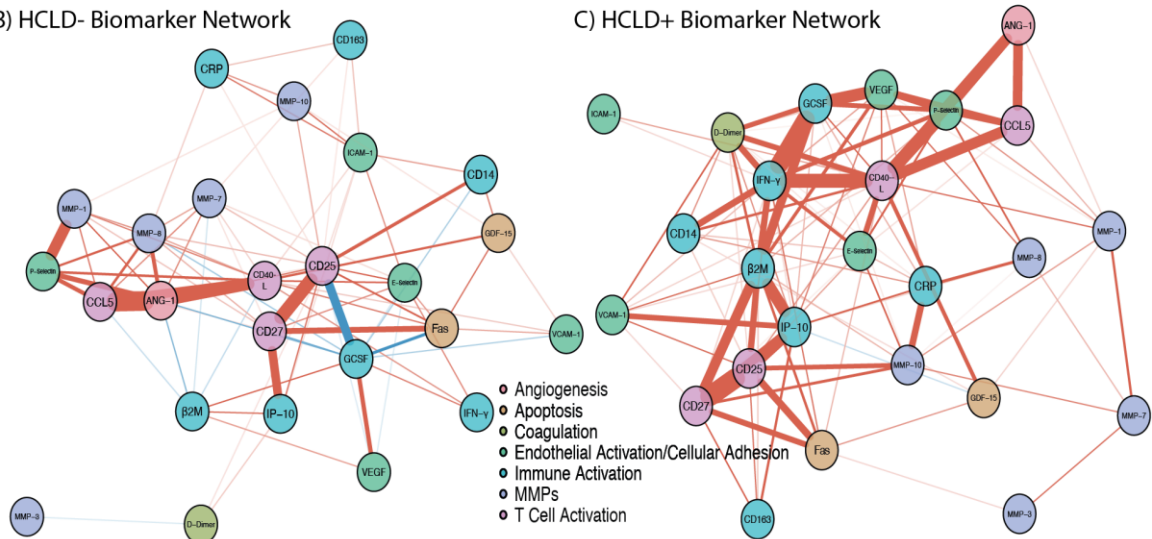 B) HCLD- Biomarker Network
CD163
CRP
MMP-10
ICAM-1
CD14
MMP-7
MMP-1
MMP-8
GDF-15
P-Selectin
CD25
CD40-
L
E-Selectin
CCL5
ANG-1
CD27
Fas
VCAM-1
GCSF
β2M
IP-10
IFN-γ
VEGF
MMP-3
D-Dimer
Angiogenesis
Apoptosis
Coagulation
Endothelial Activation/Cellular Adhesion
Immune Activation
MMPs
T Cell Activation
C) HCLD+ Biomarker Network
ANG-1
VEGF
GCSF
ICAM-1
P-Selectin
D-Dimer
CCL5
IFN-γ
CD40-
L
CD14
MMP-1
E-Selectin
MMP-8
β2M
CRP
VCAM-1
IP-10
CD25
MMP-10
GDF-15
CD27
MMP-7
Fas
CD163
MMP-3